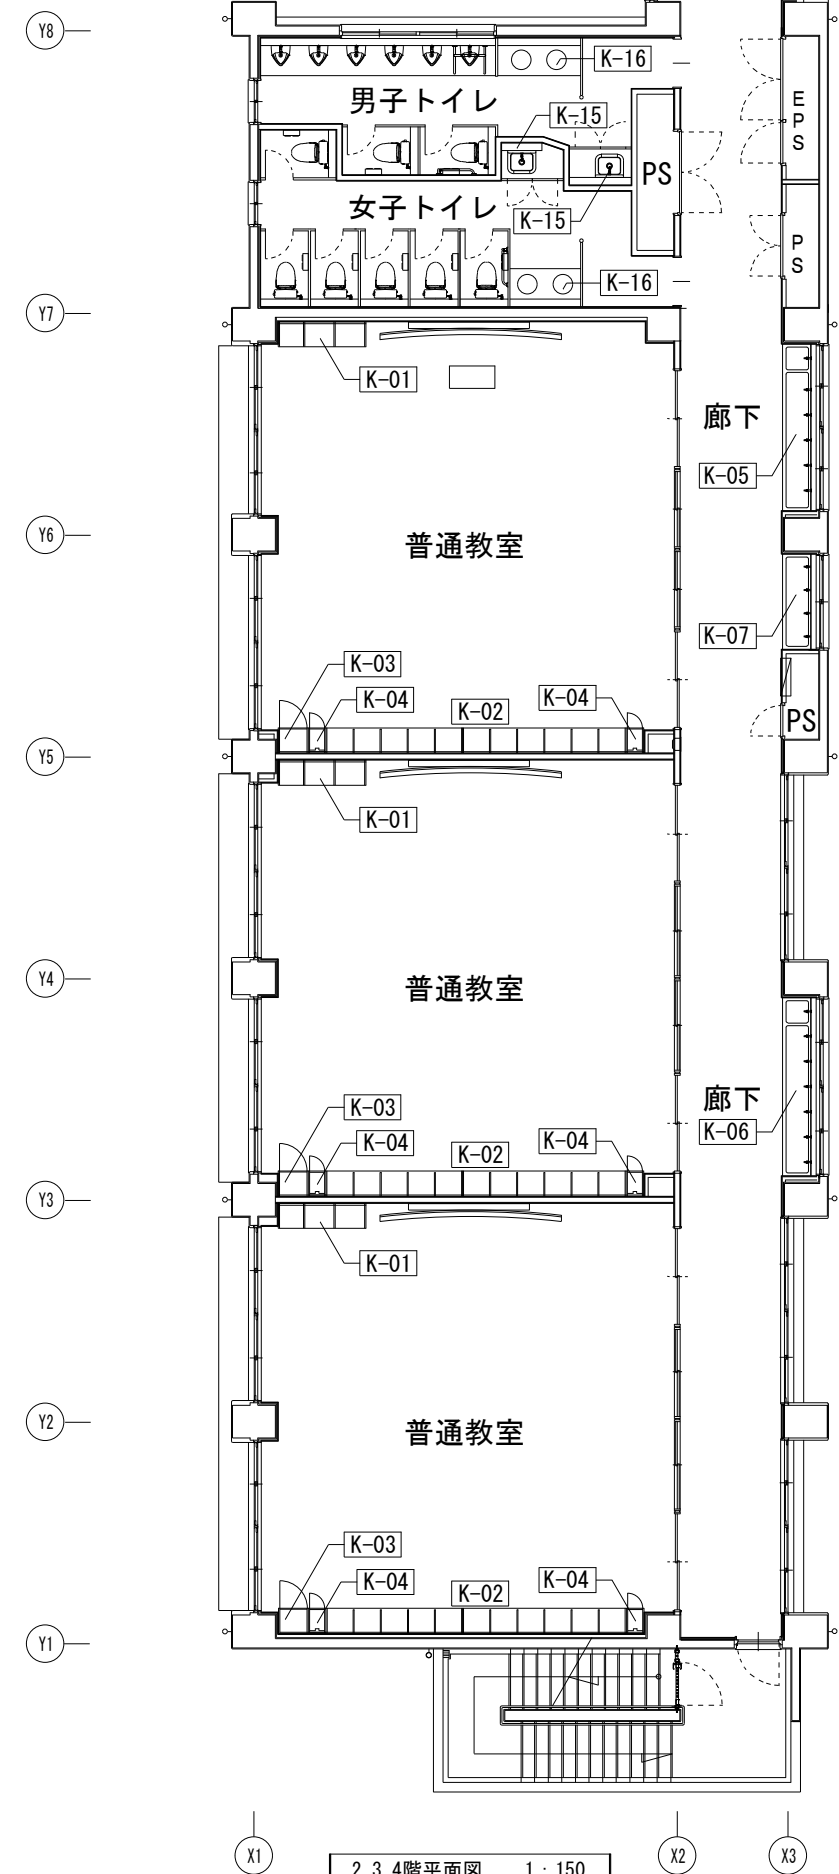 Y8
K-16
男子トイレ
EPS
K-15
PS
女子トイレ
K-15
PS
K-16
Y7
K-01
廊下
K-05
Y6
普通教室
K-07
K-03
K-04
K-02
K-04
PS
Y5
K-01
Y4
普通教室
廊下
K-03
K-06
K-04
K-02
K-04
Y3
K-01
Y2
普通教室
K-03
K-04
K-02
K-04
Y1
X1
X2
X3
2,3,4階平面図 1:150